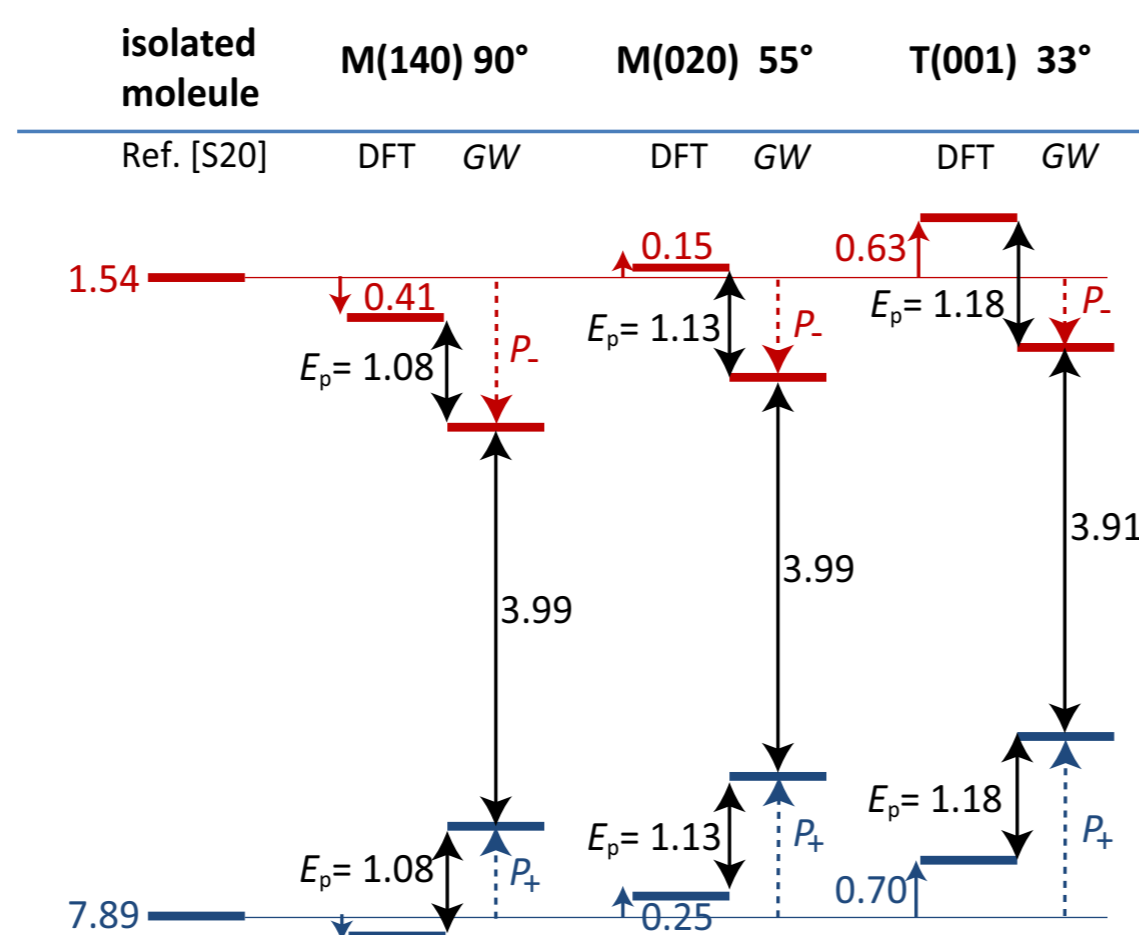 isolated moleule M(140) 90° M(020) 55° T(001) 33°
Ref. [S20] DFT GW DFT GW DFT GW
0.15 0.63
1.54 0.41
Ep= 1.08 P- Ep= 1.13 P- Ep= 1.18 P-
3.99 3.99 3.91
Ep= 1.08 P+ Ep= 1.13 P+ Ep= 1.18 P+
7.89 0.25 0.70